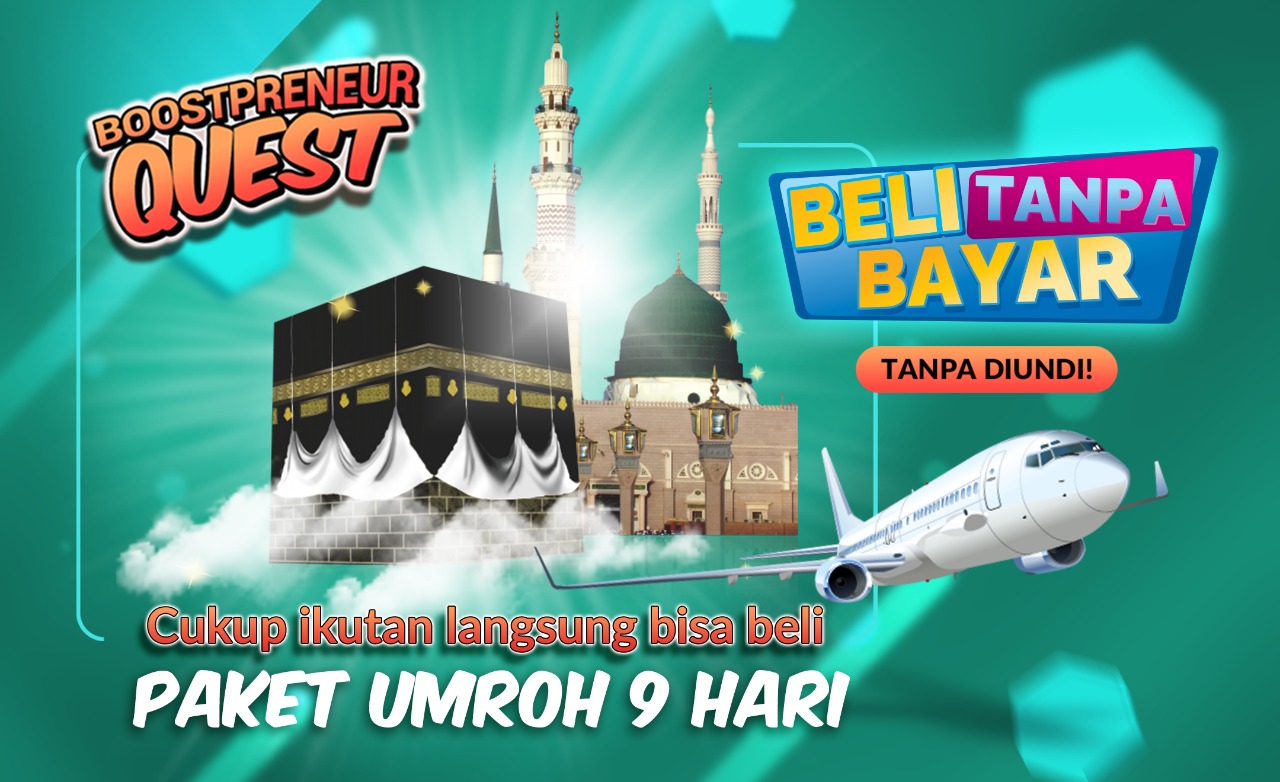 BOOSTPRENEUR
QUEST
BELI TANPA
BAYAR
TANPA DIUNDI!
Cukup ikutan langsung bisa beli
PAKET UMROH 9 HARI